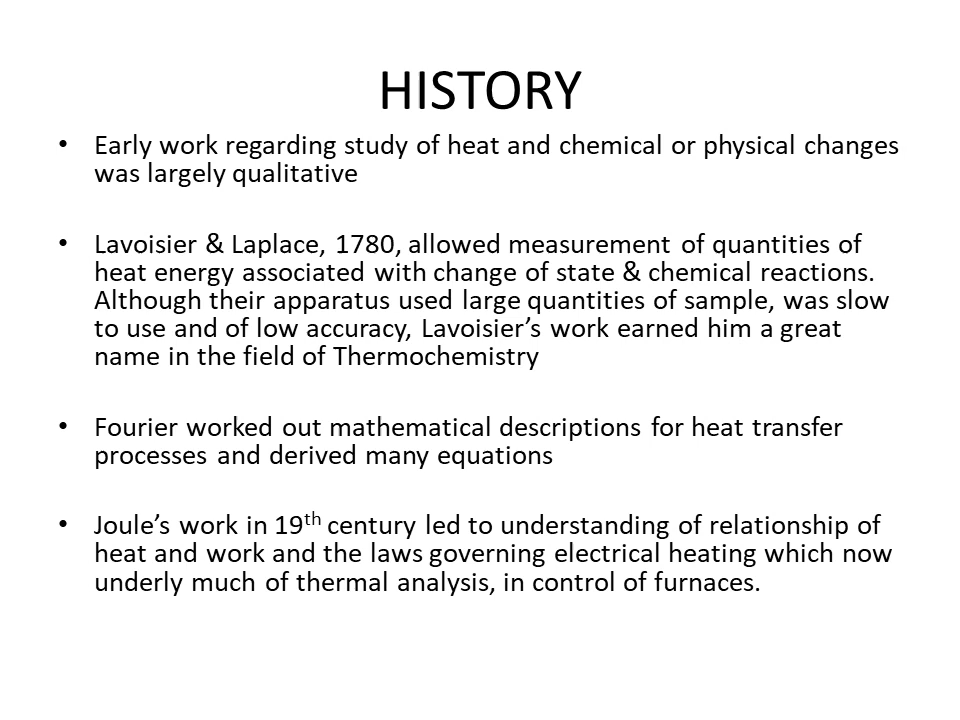 HISTORY
• Early work regarding study of heat and chemical or physical changes
was largely qualitative
• Lavoisier & Laplace, 1780, allowed measurement of quantities of
heat energy associated with change of state & chemical reactions.
Although their apparatus used large quantities of sample, was slow
to use and of low accuracy, Lavoisier’s work earned him a great
name in the field of Thermochemistry
• Fourier worked out mathematical descriptions for heat transfer
processes and derived many equations
• Joule’s work in 19th century led to understanding of relationship of
heat and work and the laws governing electrical heating which now
underly much of thermal analysis, in control of furnaces.